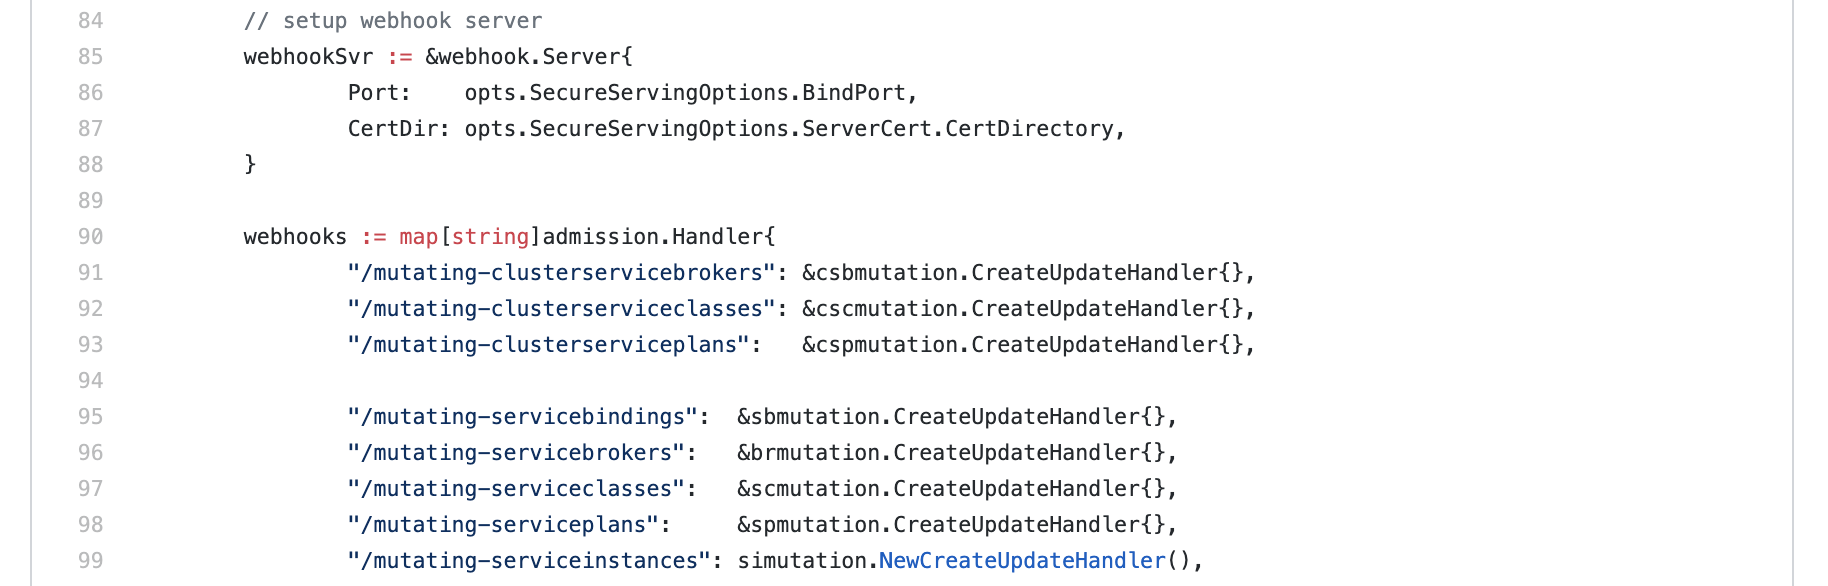 84 // setup webhook server
85 webhookSvr := &webhook.Server{
86 Port:    opts.SecureServingOptions.BindPort,
87 CertDir: opts.SecureServingOptions.ServerCert.CertDirectory,
88 }
89
90 webhooks := map[string]admission.Handler{
91 "/mutating-clusterservicebrokers": &csbmutation.CreateUpdateHandler{},
92 "/mutating-clusterserviceclasses": &cscmutation.CreateUpdateHandler{},
93 "/mutating-clusterserviceplans":   &cspmutation.CreateUpdateHandler{},
94
95 "/mutating-servicebindings":  &sbmutation.CreateUpdateHandler{},
96 "/mutating-servicebrokers":   &brmutation.CreateUpdateHandler{},
97 "/mutating-serviceclasses":   &scmutation.CreateUpdateHandler{},
98 "/mutating-serviceplans":     &spmutation.CreateUpdateHandler{},
99 "/mutating-serviceinstances": simutation.NewCreateUpdateHandler(),